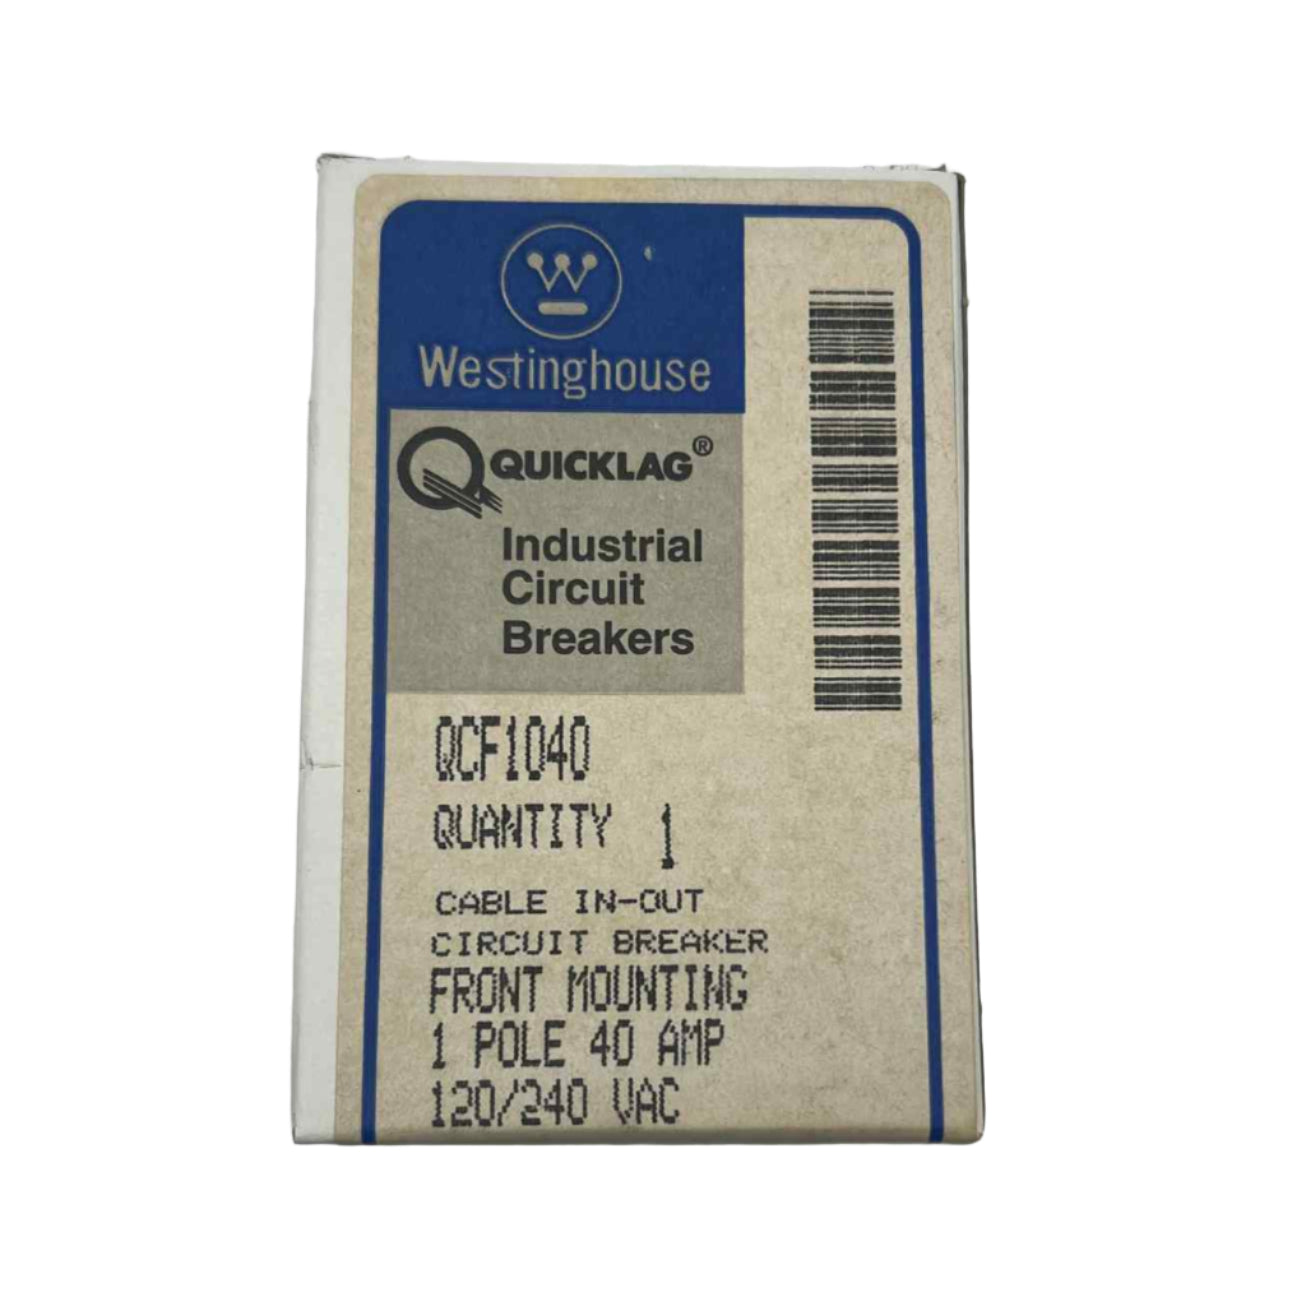 W
Westinghouse
QUICKLAG®
Industrial
Circuit
Breakers
QCF1040
QUANTITY 1
CABLE IN-OUT
CIRCUIT BREAKER
FRONT MOUNTING
1 POLE 40 AMP
120/240 VAC